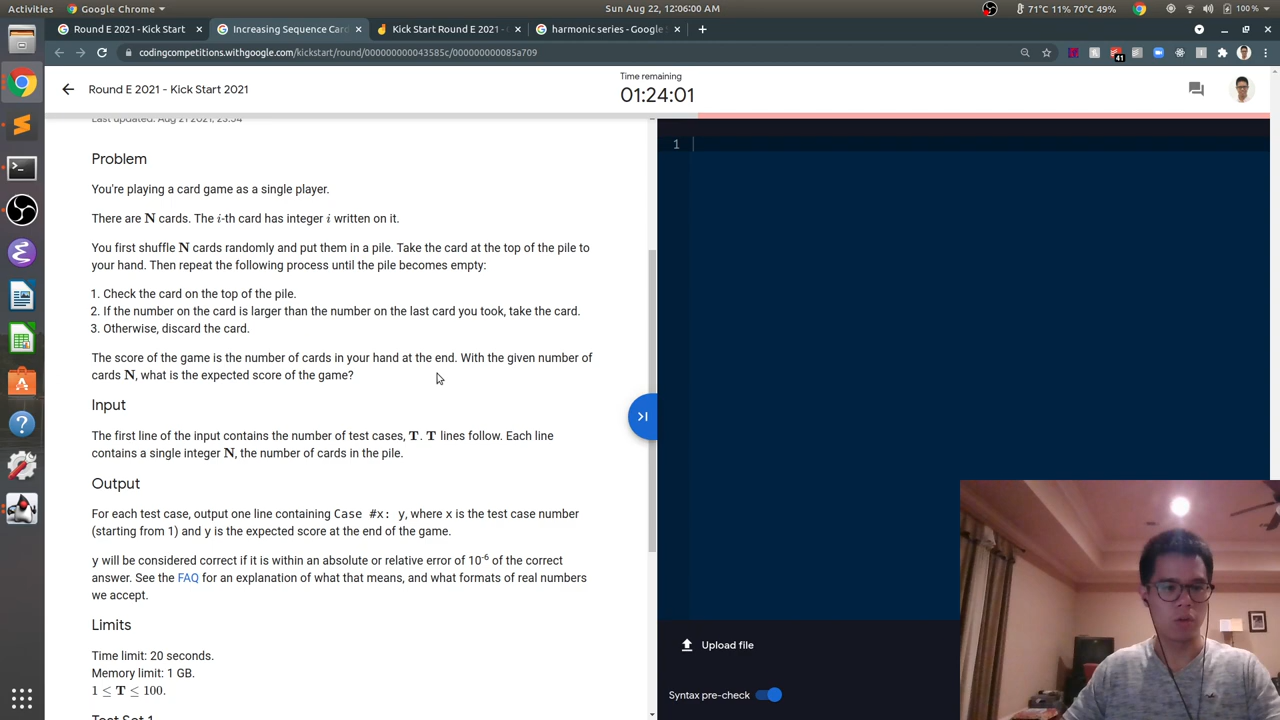 Activities
Google Chrome
Sun Aug 22, 12:06:00 AM
71°C 11% 70% 49%
100 %
Round E 2021 - Kick Start
Increasing Sequence Card
Kick Start Round E 2021 -
harmonic series - Google
codingcompetitions.withgoogle.com/kickstart/round/000000000043585c/000000000085a709
41
Round E 2021 - Kick Start 2021
Time remaining
01:24:01
Last updated: Aug 21 2021, 23:54
Problem
You're playing a card game as a single player.
There are N cards. The i-th card has integer i written on it.
You first shuffle N cards randomly and put them in a pile. Take the card at the top of the pile to
your hand. Then repeat the following process until the pile becomes empty:
1. Check the card on the top of the pile.
2. If the number on the card is larger than the number on the last card you took, take the card.
3. Otherwise, discard the card.
The score of the game is the number of cards in your hand at the end. With the given number of
cards N, what is the expected score of the game?
Input
The first line of the input contains the number of test cases, T. T lines follow. Each line
contains a single integer N, the number of cards in the pile.
Output
For each test case, output one line containing Case #x: y, where x is the test case number
(starting from 1) and y is the expected score at the end of the game.
y will be considered correct if it is within an absolute or relative error of 10⁻⁶ of the correct
answer. See the FAQ for an explanation of what that means, and what formats of real numbers
we accept.
Limits
Time limit: 20 seconds.
Memory limit: 1 GB.
1 ≤ T ≤ 100.
Test Set 1
1
Upload file
Syntax pre-check